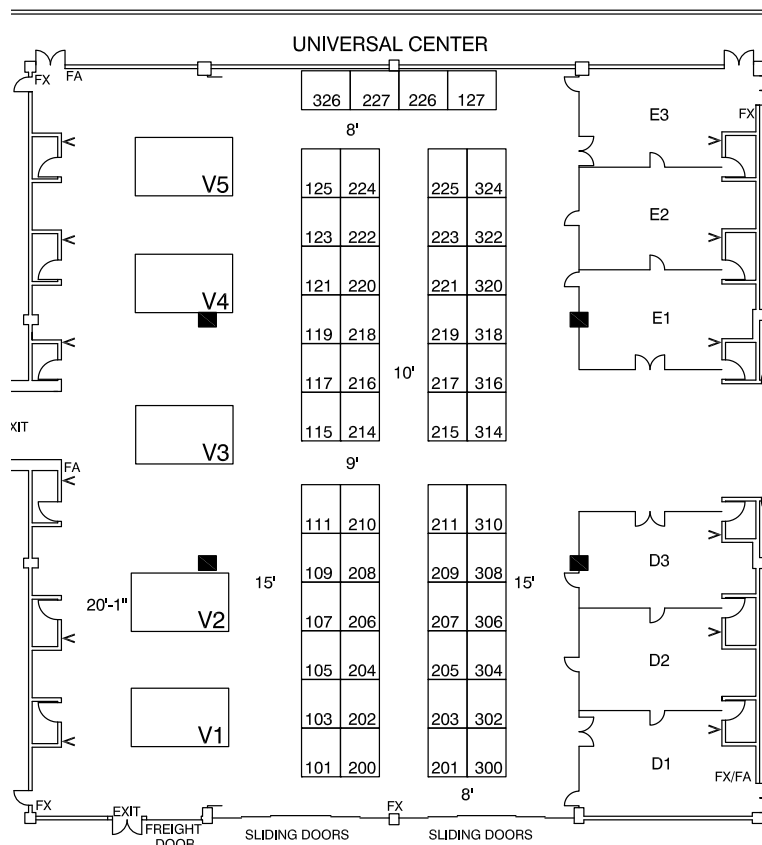 UNIVERSAL CENTER
FX FA
326 227 226 127
E3
FX
8'
V5
125 224 225 324
E2
123 222 223 322
V4
121 220 221 320
E1
119 218 219 318
10'
117 216 217 316
XIT
V3
115 214 215 314
FA
9'
111 210 211 310
D3
109 208 209 308
15' 15'
20'-1"
V2
107 206 207 306
D2
105 204 205 304
V1
103 202 203 302
101 200 201 300
D1
FX/FA
8'
FX EXIT FX
FREIGHT
DOOR
SLIDING DOORS SLIDING DOORS